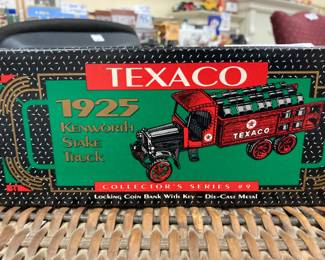 TEXACO
1925
KENWORTH
STAKE
TRUCK
TEXACO
COLLECTOR'S SERIES #9
LOCKING COIN BANK WITH KEY – DIE-CAST METAL